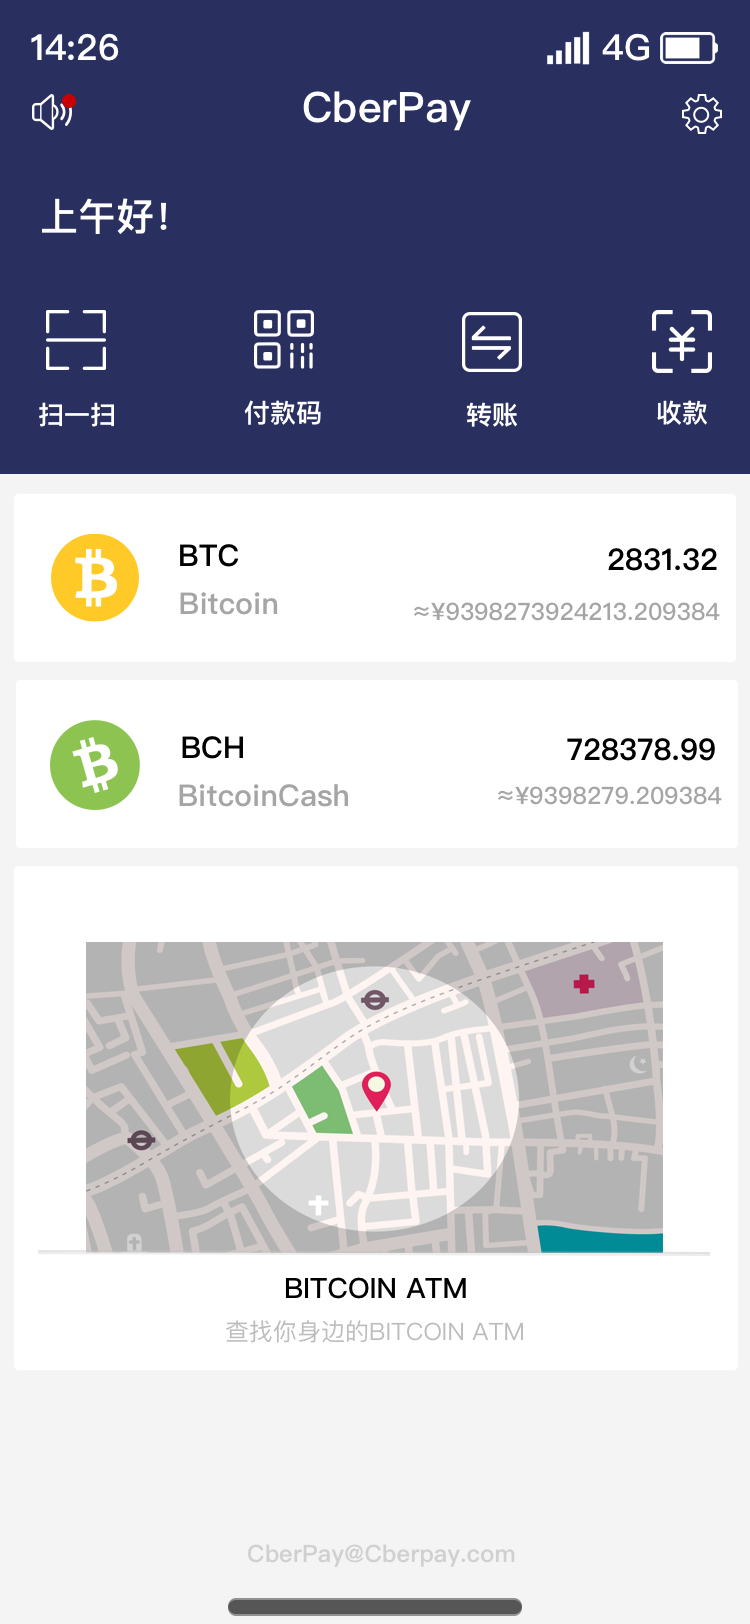 14:26 4G
CberPay
上午好！
扫一扫 付款码 转账 收款
BTC 2831.32
Bitcoin ≈¥9398273924213.209384
BCH 728378.99
BitcoinCash ≈¥9398279.209384
BITCOIN ATM
查找你身边的BITCOIN ATM
CberPay@Cberpay.com